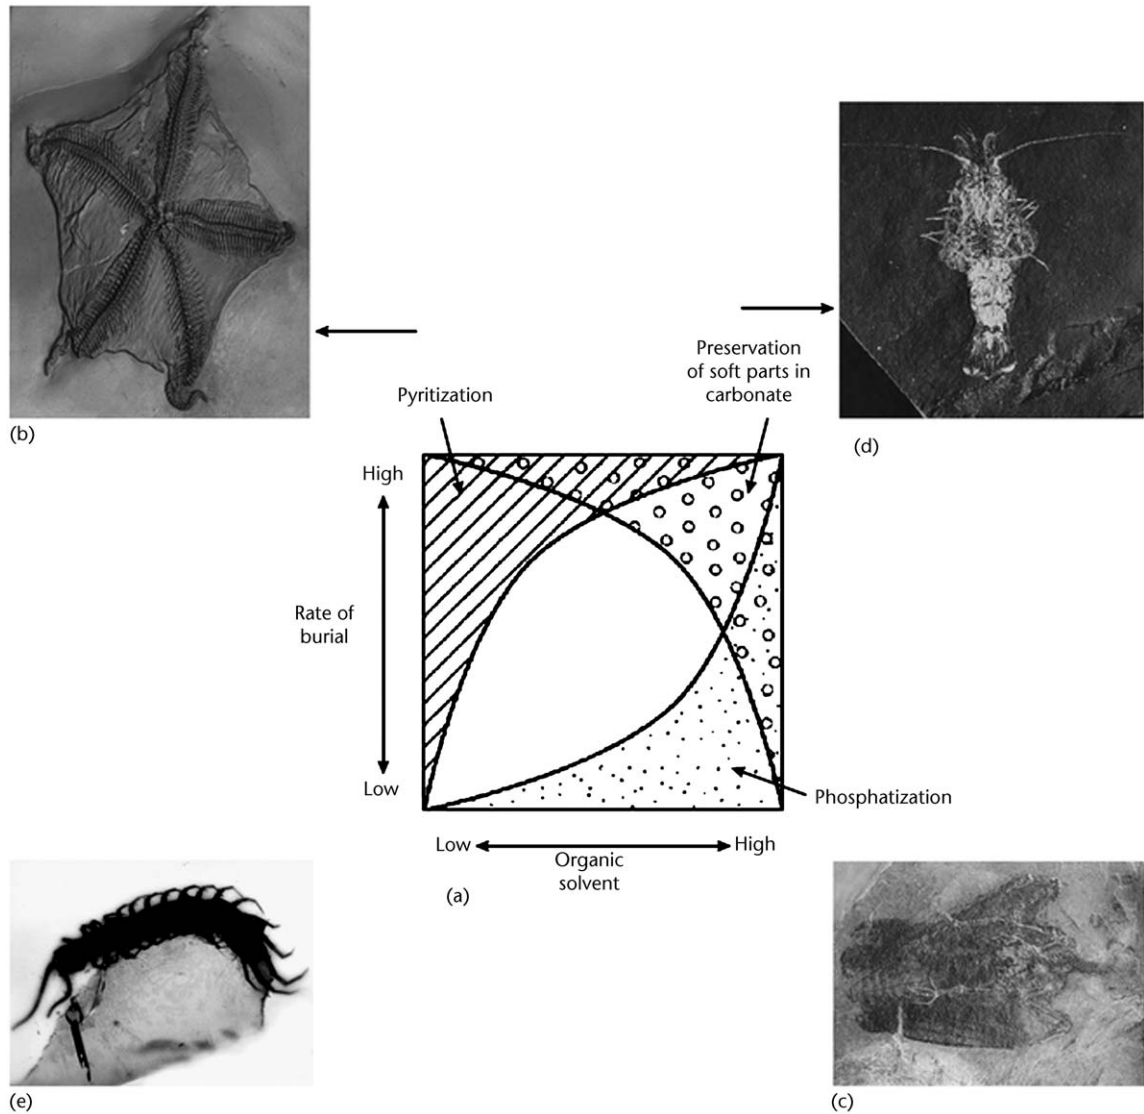 (b)
(d)
Preservation
of soft parts in
carbonate
Pyritization
High
Rate of
burial
Low
Phosphatization
Low
High
Organic
solvent
(a)
(e)
(c)